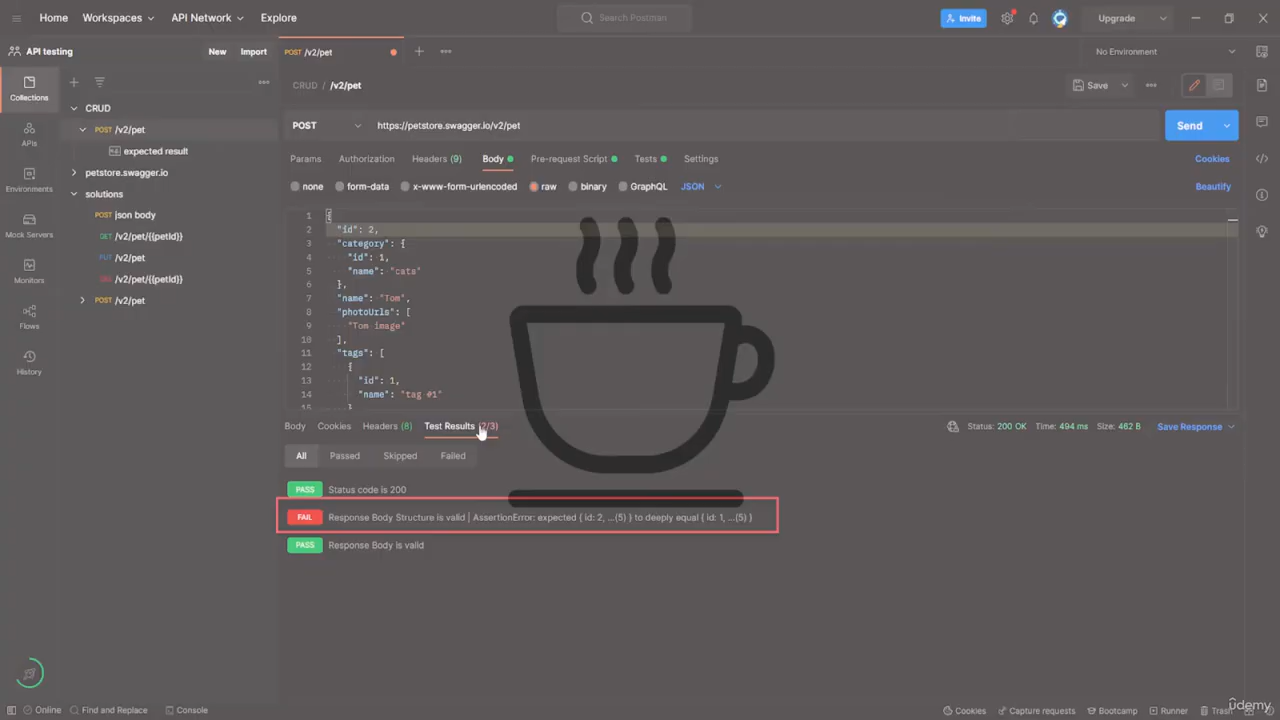 Home Workspaces API Network Explore Search Postman Invite Upgrade
API testing New Import POST /v2/pet No Environment
Collections
APIs
Environments
Mock Servers
Monitors
Flows
History
CRUD
POST /v2/pet
expected result
petstore.swagger.io
solutions
POST json body
GET /v2/pet/{{petId}}
PUT /v2/pet
DEL /v2/pet/{{petId}}
POST /v2/pet
CRUD / /v2/pet Save
POST https://petstore.swagger.io/v2/pet Send
Params Authorization Headers (9) Body Pre-request Script Tests Settings Cookies
none form-data x-www-form-urlencoded raw binary GraphQL JSON Beautify
1 {
2 "id": 2,
3 "category": {
4 "id": 1,
5 "name": "cats"
6 },
7 "name": "Tom",
8 "photoUrls": [
9 "Tom image"
10 ],
11 "tags": [
12 {
13 "id": 1,
14 "name": "tag #1"
15 }
Body Cookies Headers (8) Test Results (2/3) Status: 200 OK Time: 494 ms Size: 462 B Save Response
All Passed Skipped Failed
PASS Status code is 200
FAIL Response Body Structure is valid | AssertionError: expected { id: 2, …(5) } to deeply equal { id: 1, …(5) }
PASS Response Body is valid
Online Find and Replace Console Cookies Capture requests Bootcamp Runner Trash
udemy